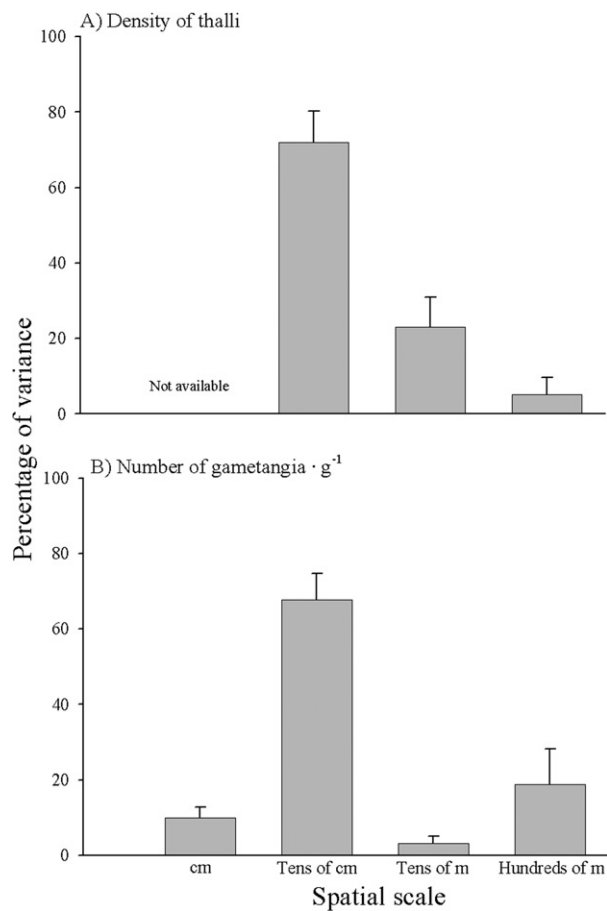 A) Density of thalli
100
80
60
40
20
0
Not available
Percentage of variance
B) Number of gametangia · g⁻¹
100
80
60
40
20
0
cm Tens of cm Tens of m Hundreds of m
Spatial scale